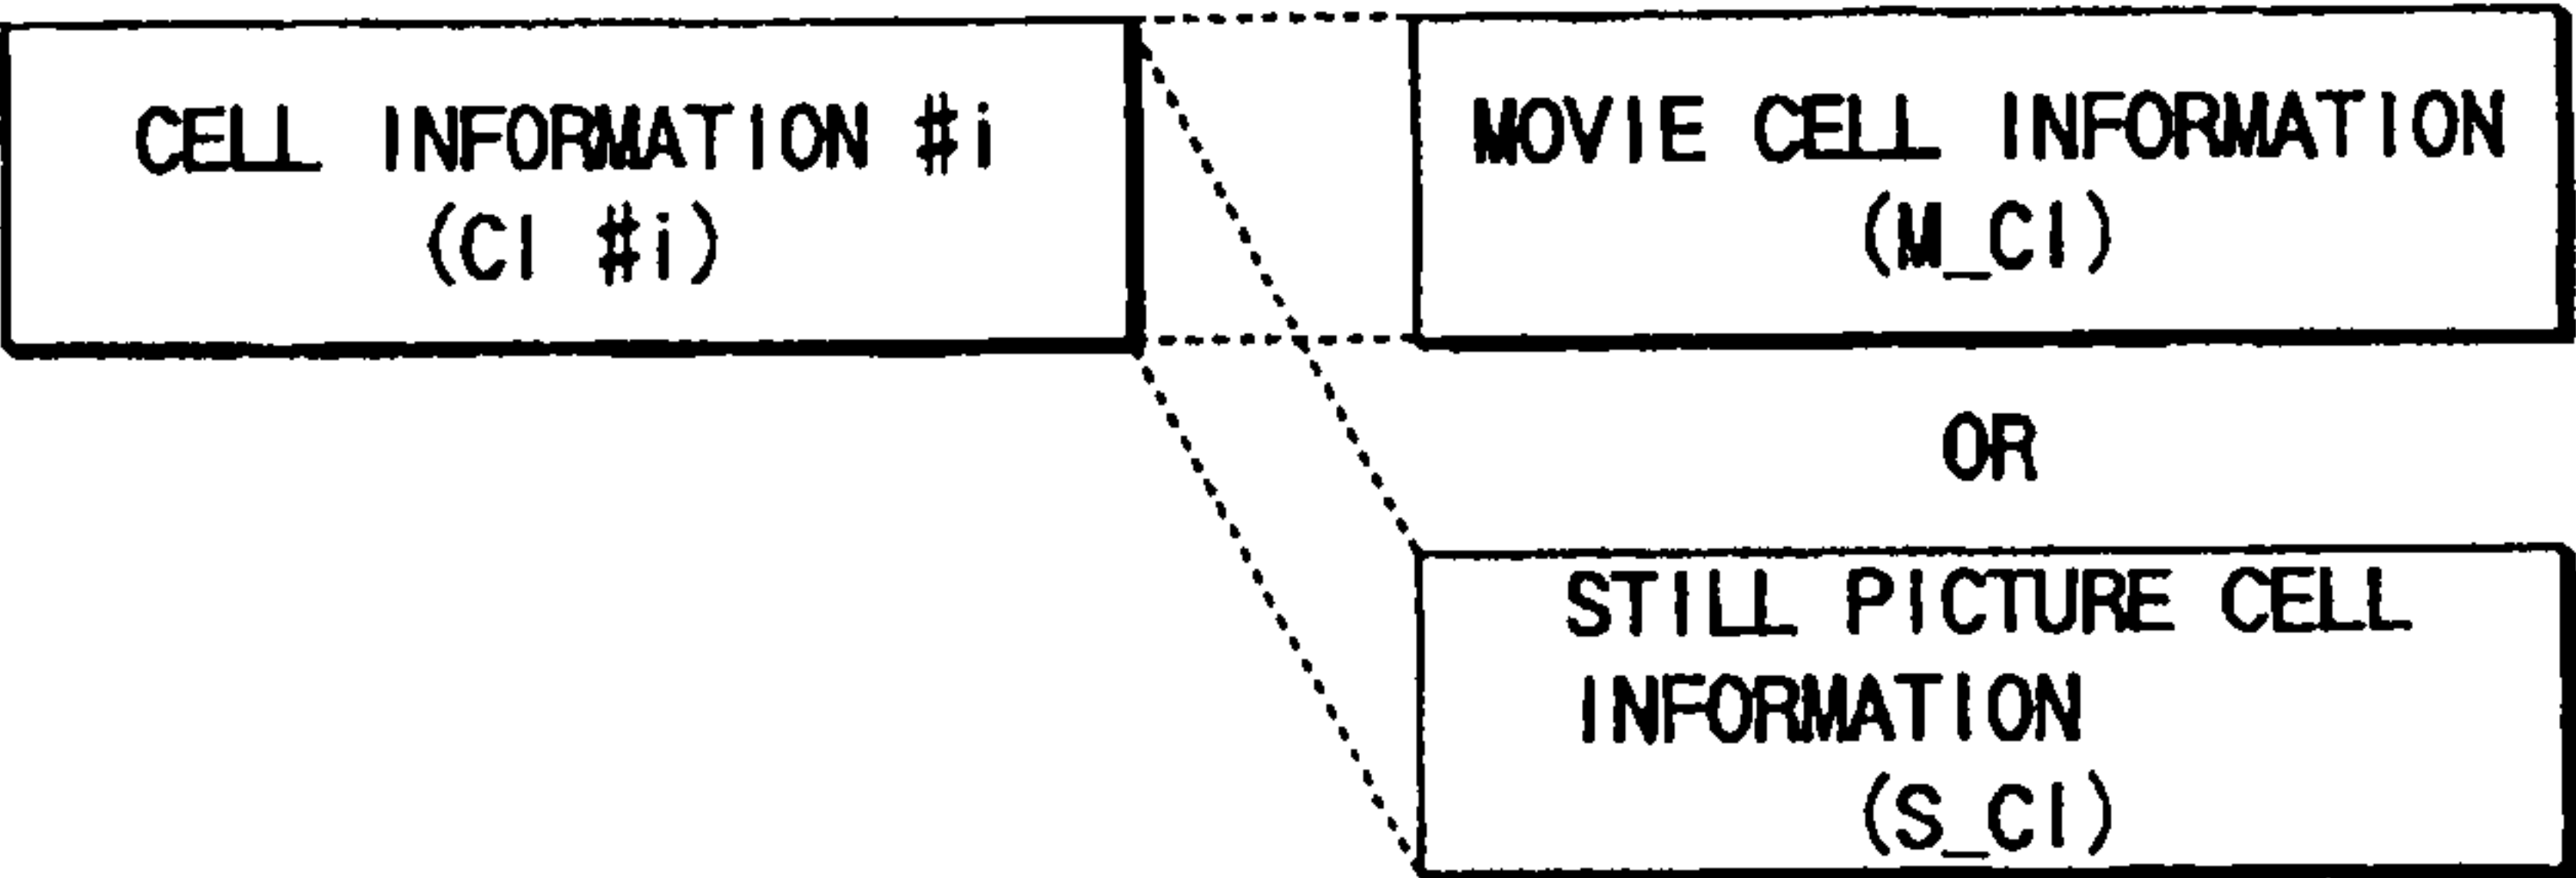 CELL INFORMATION #i
(CI #i)
MOVIE CELL INFORMATION
(M_CI)
OR
STILL PICTURE CELL
INFORMATION
(S_CI)